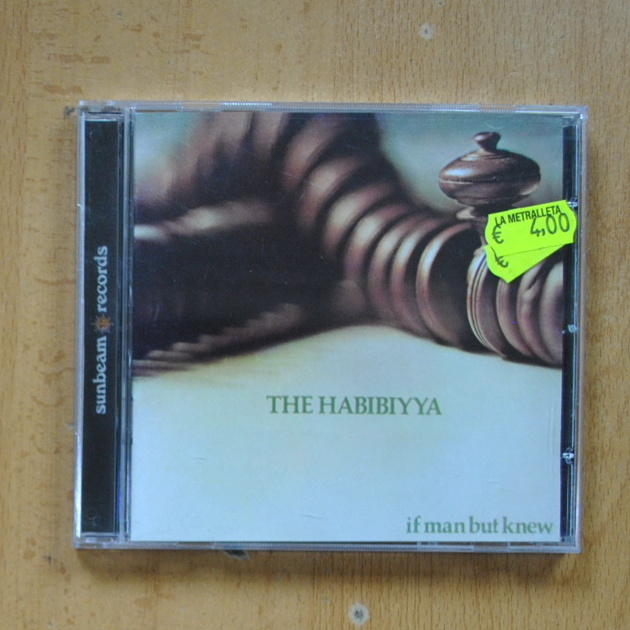 sunbeam records
LA METRALLETA
€ 4,00
€
THE HABIBIYYA
if man but knew